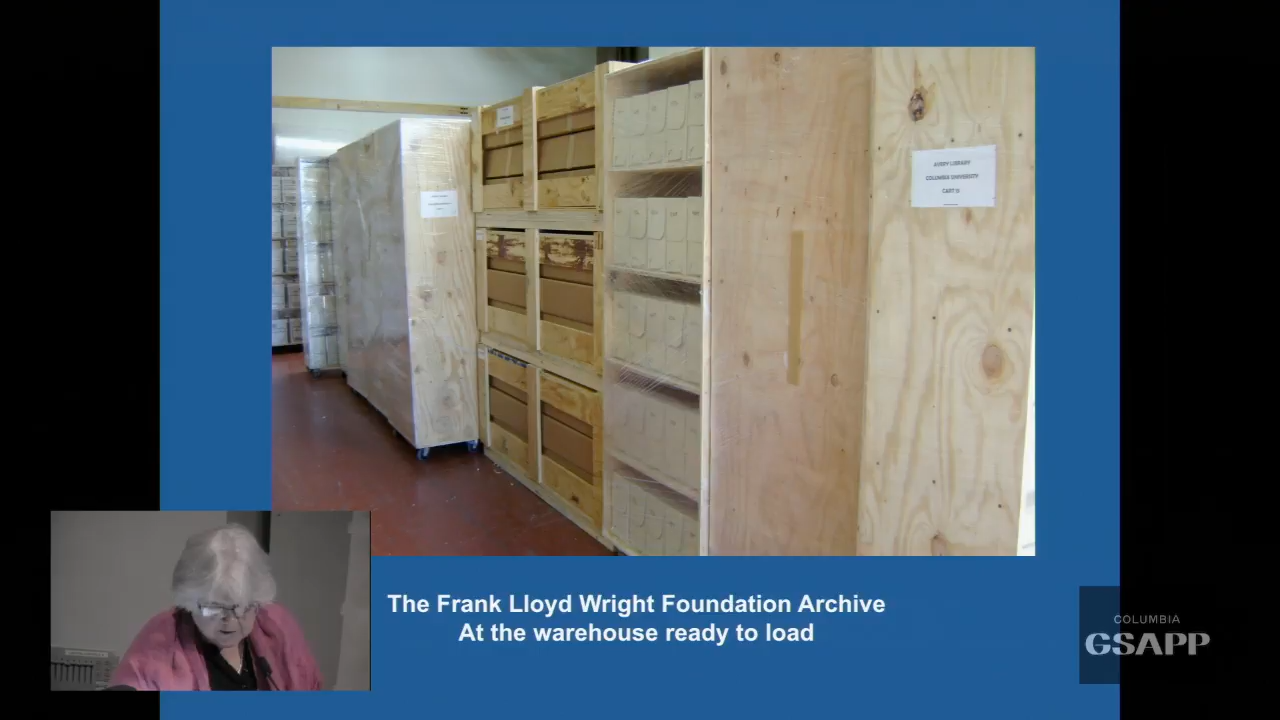 AVERY LIBRARY
COLUMBIA UNIVERSITY
The Frank Lloyd Wright Foundation Archive
At the warehouse ready to load
COLUMBIA
GSAPP